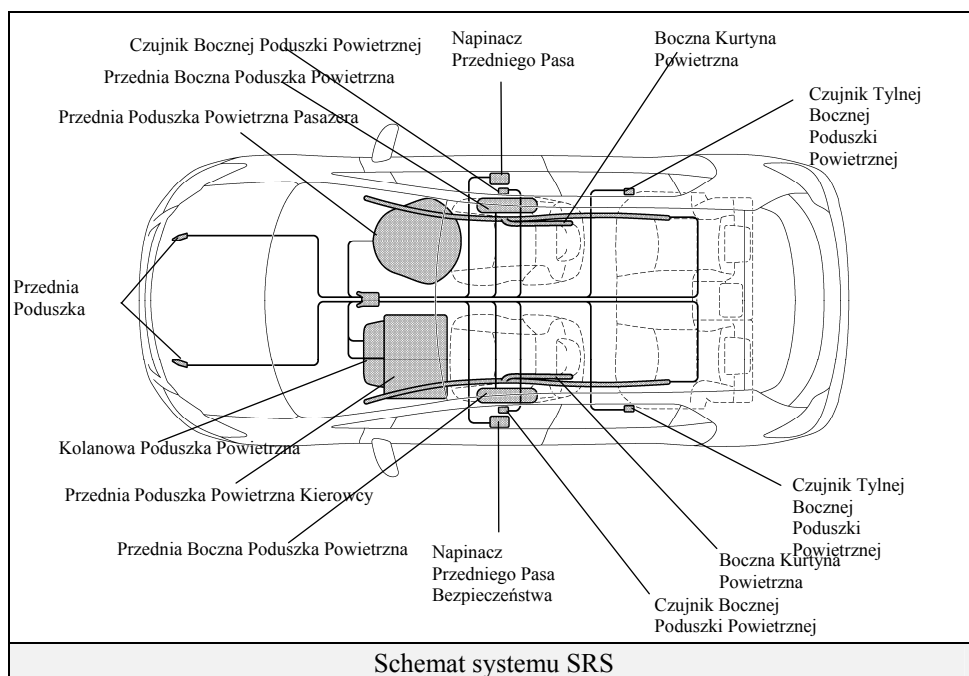 Czujnik Bocznej Poduszki Powietrznej
Przednia Boczna Poduszka Powietrzna
Przednia Poduszka Powietrzna Pasażera
Napinacz
Przedniego Pasa
Boczna Kurtyna
Powietrzna
Czujnik Tylnej
Bocznej
Poduszki
Powietrznej
Przednia
Poduszka
Kolanowa Poduszka Powietrzna
Przednia Poduszka Powietrzna Kierowcy
Przednia Boczna Poduszka Powietrzna
Napinacz
Przedniego Pasa
Bezpieczeństwa
Czujnik Tylnej
Bocznej
Poduszki
Powietrznej
Boczna Kurtyna
Powietrzna
Czujnik Bocznej
Poduszki Powietrznej
Schemat systemu SRS